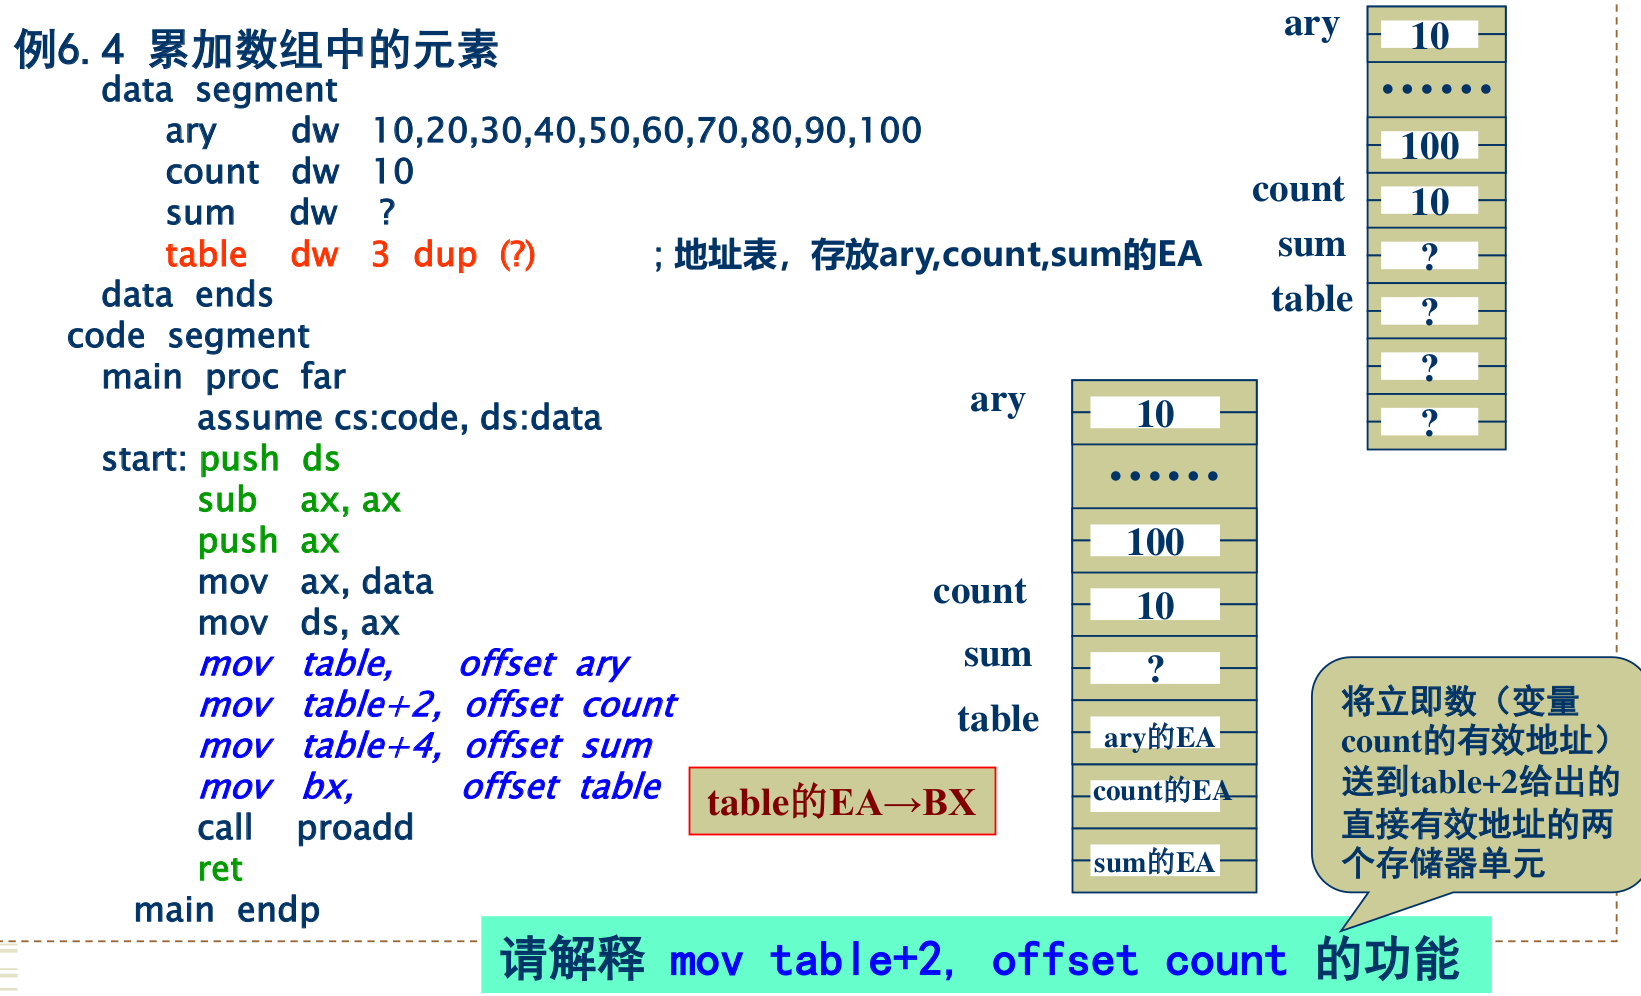 例6.4 累加数组中的元素
data segment
ary dw 10,20,30,40,50,60,70,80,90,100
count dw 10
sum dw ?
table dw 3 dup (?) ; 地址表，存放ary,count,sum的EA
data ends
code segment
main proc far
assume cs:code, ds:data
start: push ds
sub ax, ax
push ax
mov ax, data
mov ds, ax
mov table, offset ary
mov table+2, offset count
mov table+4, offset sum
mov bx, offset table
call proadd
ret
main endp
table的EA→BX
ary 10
……
100
count 10
sum ?
table ?
?
?
ary 10
……
100
count 10
sum ?
table ary的EA
count的EA
sum的EA
将立即数（变量
count的有效地址）
送到table+2给出的
直接有效地址的两
个存储器单元
请解释 mov table+2, offset count 的功能